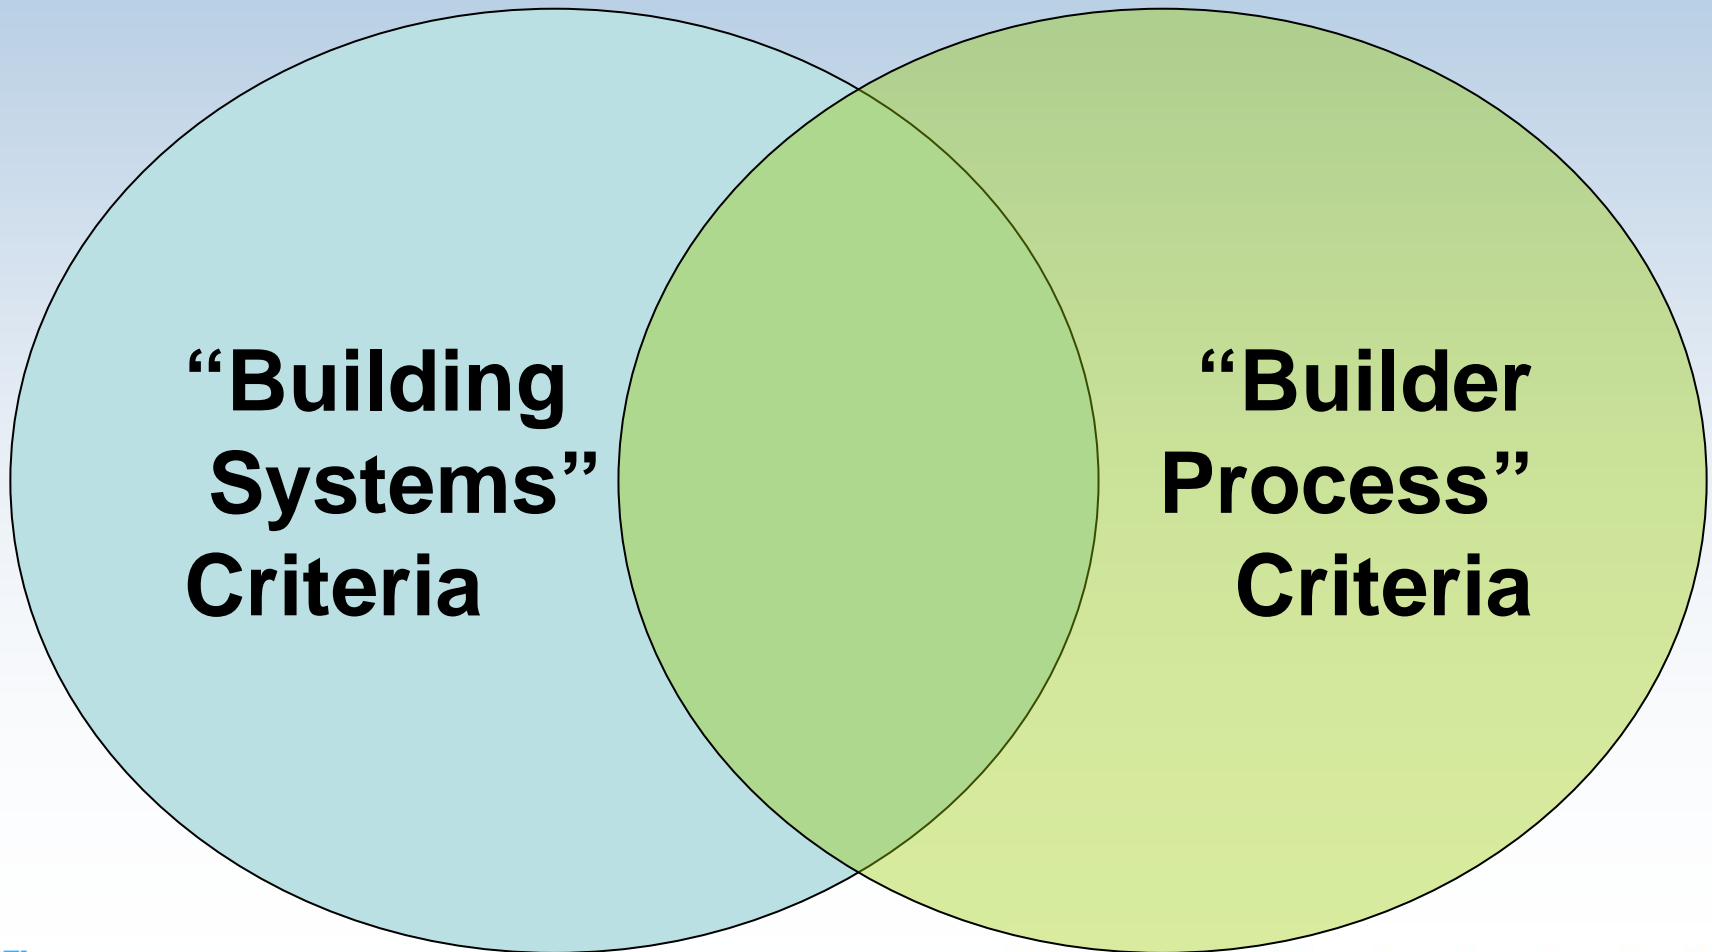 “Building
Systems”
Criteria
“Builder
Process”
Criteria